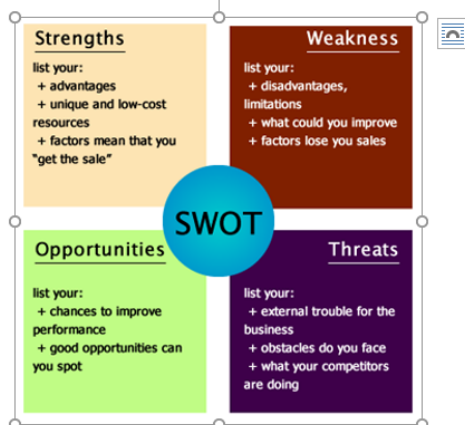 Strengths
list your:
+ advantages
+ unique and low-cost
resources
+ factors mean that you
"get the sale"
Weakness
list your:
+ disadvantages,
limitations
+ what could you improve
+ factors lose you sales
SWOT
Opportunities
list your:
+ chances to improve
performance
+ good opportunities can
you spot
Threats
list your:
+ external trouble for the
business
+ obstacles do you face
+ what your competitors
are doing